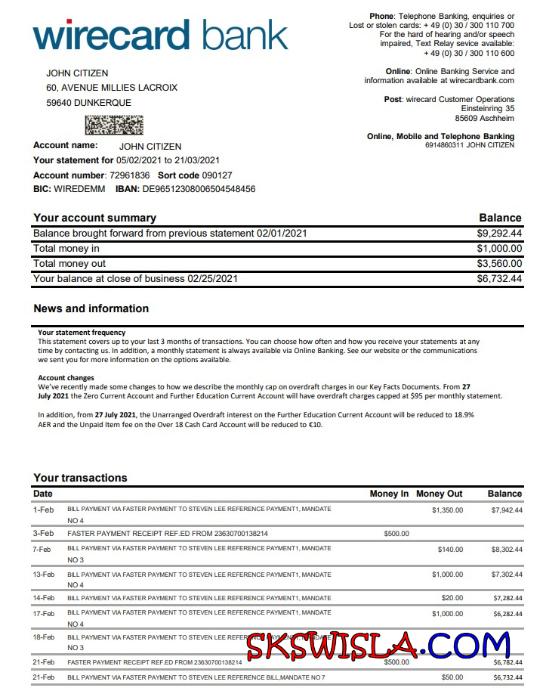 wirecard bank
Phone: Telephone Banking, enquiries or
Lost or stolen cards: + 49 (0) 30 / 300 110 700
For the hard of hearing and/or speech
impaired, Text Relay sevice available:
+ 49 (0) 30 / 300 110 600
Online: Online Banking Service and
information available at wirecardbank.com
Post: wirecard Customer Operations
Einsteinring 35
85609 Aschheim
Online, Mobile and Telephone Banking
6914860311 JOHN CITIZEN
JOHN CITIZEN
60, AVENUE MILLIES LACROIX
59640 DUNKERQUE
Account name: JOHN CITIZEN
Your statement for 05/02/2021 to 21/03/2021
Account number: 72961836 Sort code 090127
BIC: WIREDEMM IBAN: DE96512308006504548456
Your account summary Balance
Balance brought forward from previous statement 02/01/2021 $9,292.44
Total money in $1,000.00
Total money out $3,560.00
Your balance at close of business 02/25/2021 $6,732.44
News and information
Your statement frequency
This statement covers up to your last 3 months of transactions. You can choose how often and how you receive your statements at any
time by contacting us. In addition, a monthly statement is always available via Online Banking. See our website or the communications
we sent you for more information on the options available.
Account changes
We've recently made some changes to how we describe the monthly cap on overdraft charges in our Key Facts Documents. From 27
July 2021 the Zero Current Account and Further Education Current Account will have overdraft charges capped at $95 per monthly statement.
In addition, from 27 July 2021, the Unarranged Overdraft interest on the Further Education Current Account will be reduced to 18.9%
AER and the Unpaid Item fee on the Over 18 Cash Card Account will be reduced to €10.
Your transactions
Date Money In Money Out Balance
1-Feb BILL PAYMENT VIA FASTER PAYMENT TO STEVEN LEE REFERENCE PAYMENT1, MANDATE $1,350.00 $7,942.44
NO 4
3-Feb FASTER PAYMENT RECEIPT REF.ED FROM 23630700138214 $500.00
7-Feb BILL PAYMENT VIA FASTER PAYMENT TO STEVEN LEE REFERENCE PAYMENT1, MANDATE $140.00 $8,302.44
NO 3
13-Feb BILL PAYMENT VIA FASTER PAYMENT TO STEVEN LEE REFERENCE PAYMENT1, MANDATE $1,000.00 $7,302.44
NO 4
14-Feb BILL PAYMENT VIA FASTER PAYMENT TO STEVEN LEE REFERENCE PAYMENT1, MANDATE $20.00 $7,282.44
17-Feb BILL PAYMENT VIA FASTER PAYMENT TO STEVEN LEE REFERENCE PAYMENT1, MANDATE $1,000.00 $6,282.44
NO 4
18-Feb BILL PAYMENT VIA FASTER PAYMENT TO STEVEN LEE
NO 3
SKSWISLA.COM
21-Feb FASTER PAYMENT RECEIPT REF.ED FROM 23630700138214 $500.00 $6,782.44
21-Feb BILL PAYMENT VIA FASTER PAYMENT TO STEVEN LEE REFERENCE BILL,MANDATE NO 7 $50.00 $6,732.44